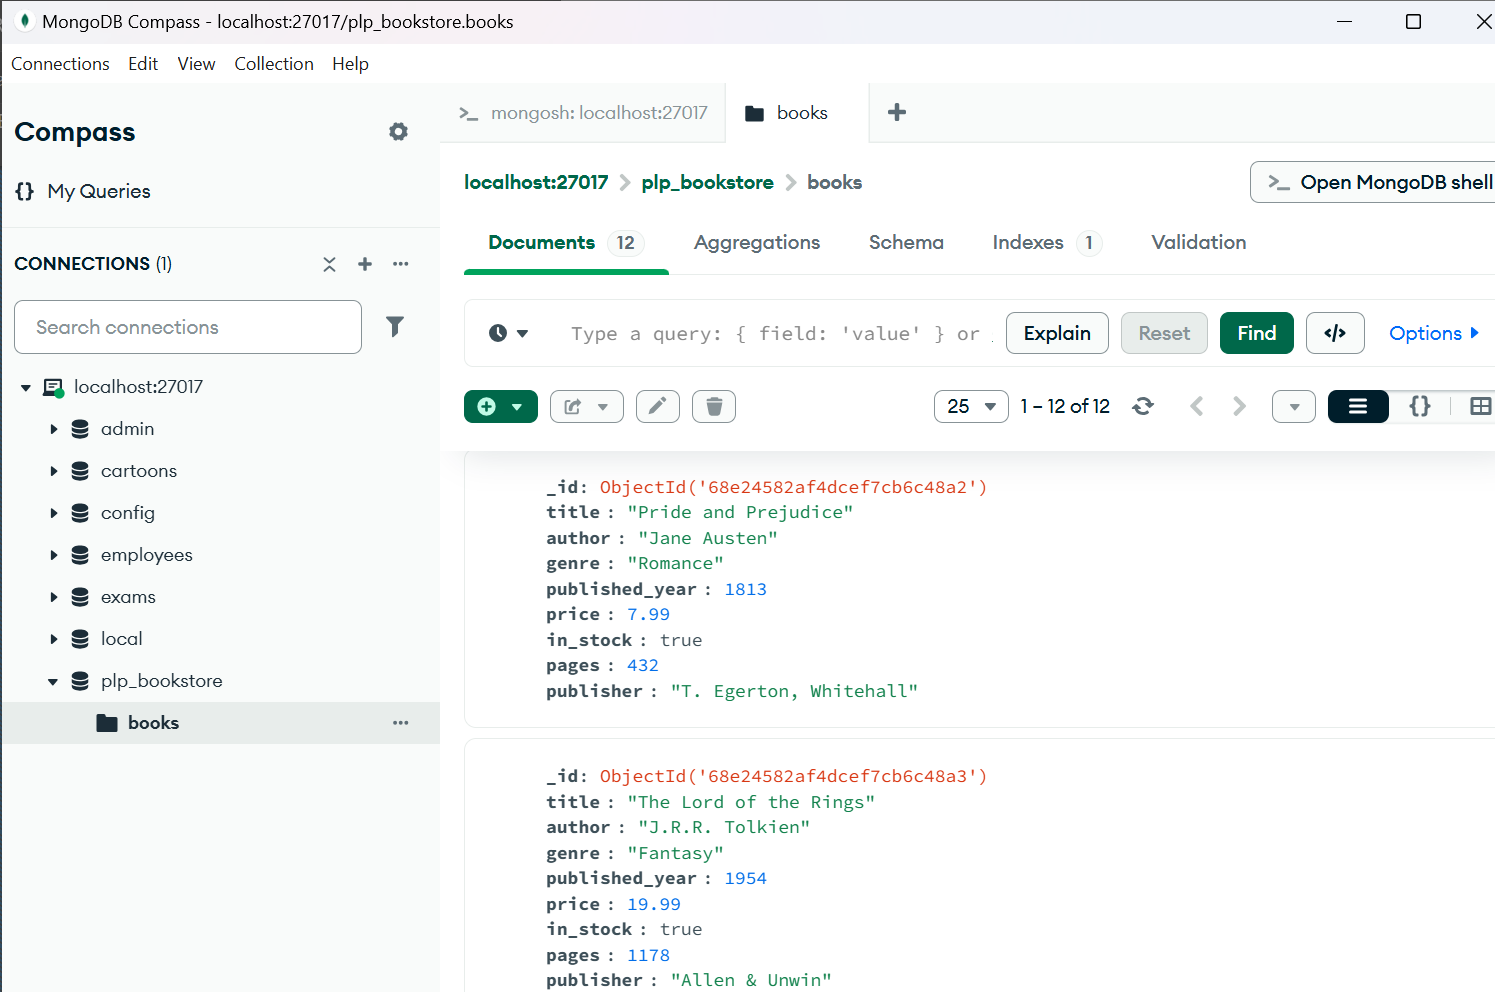 MongoDB Compass - localhost:27017/plp_bookstore.books
Connections Edit View Collection Help
Compass
{} My Queries
CONNECTIONS (1)
Search connections
localhost:27017
admin
cartoons
config
employees
exams
local
plp_bookstore
books
>_ mongosh: localhost:27017
books
localhost:27017 > plp_bookstore > books
>_ Open MongoDB shell
Documents 12 Aggregations Schema Indexes 1 Validation
Type a query: { field: 'value' } or
Explain Reset Find </> Options
25 1 – 12 of 12 {}
_id: ObjectId('68e24582af4dcef7cb6c48a2')
title : "Pride and Prejudice"
author : "Jane Austen"
genre : "Romance"
published_year : 1813
price : 7.99
in_stock : true
pages : 432
publisher : "T. Egerton, Whitehall"
_id: ObjectId('68e24582af4dcef7cb6c48a3')
title : "The Lord of the Rings"
author : "J.R.R. Tolkien"
genre : "Fantasy"
published_year : 1954
price : 19.99
in_stock : true
pages : 1178
publisher : "Allen & Unwin"